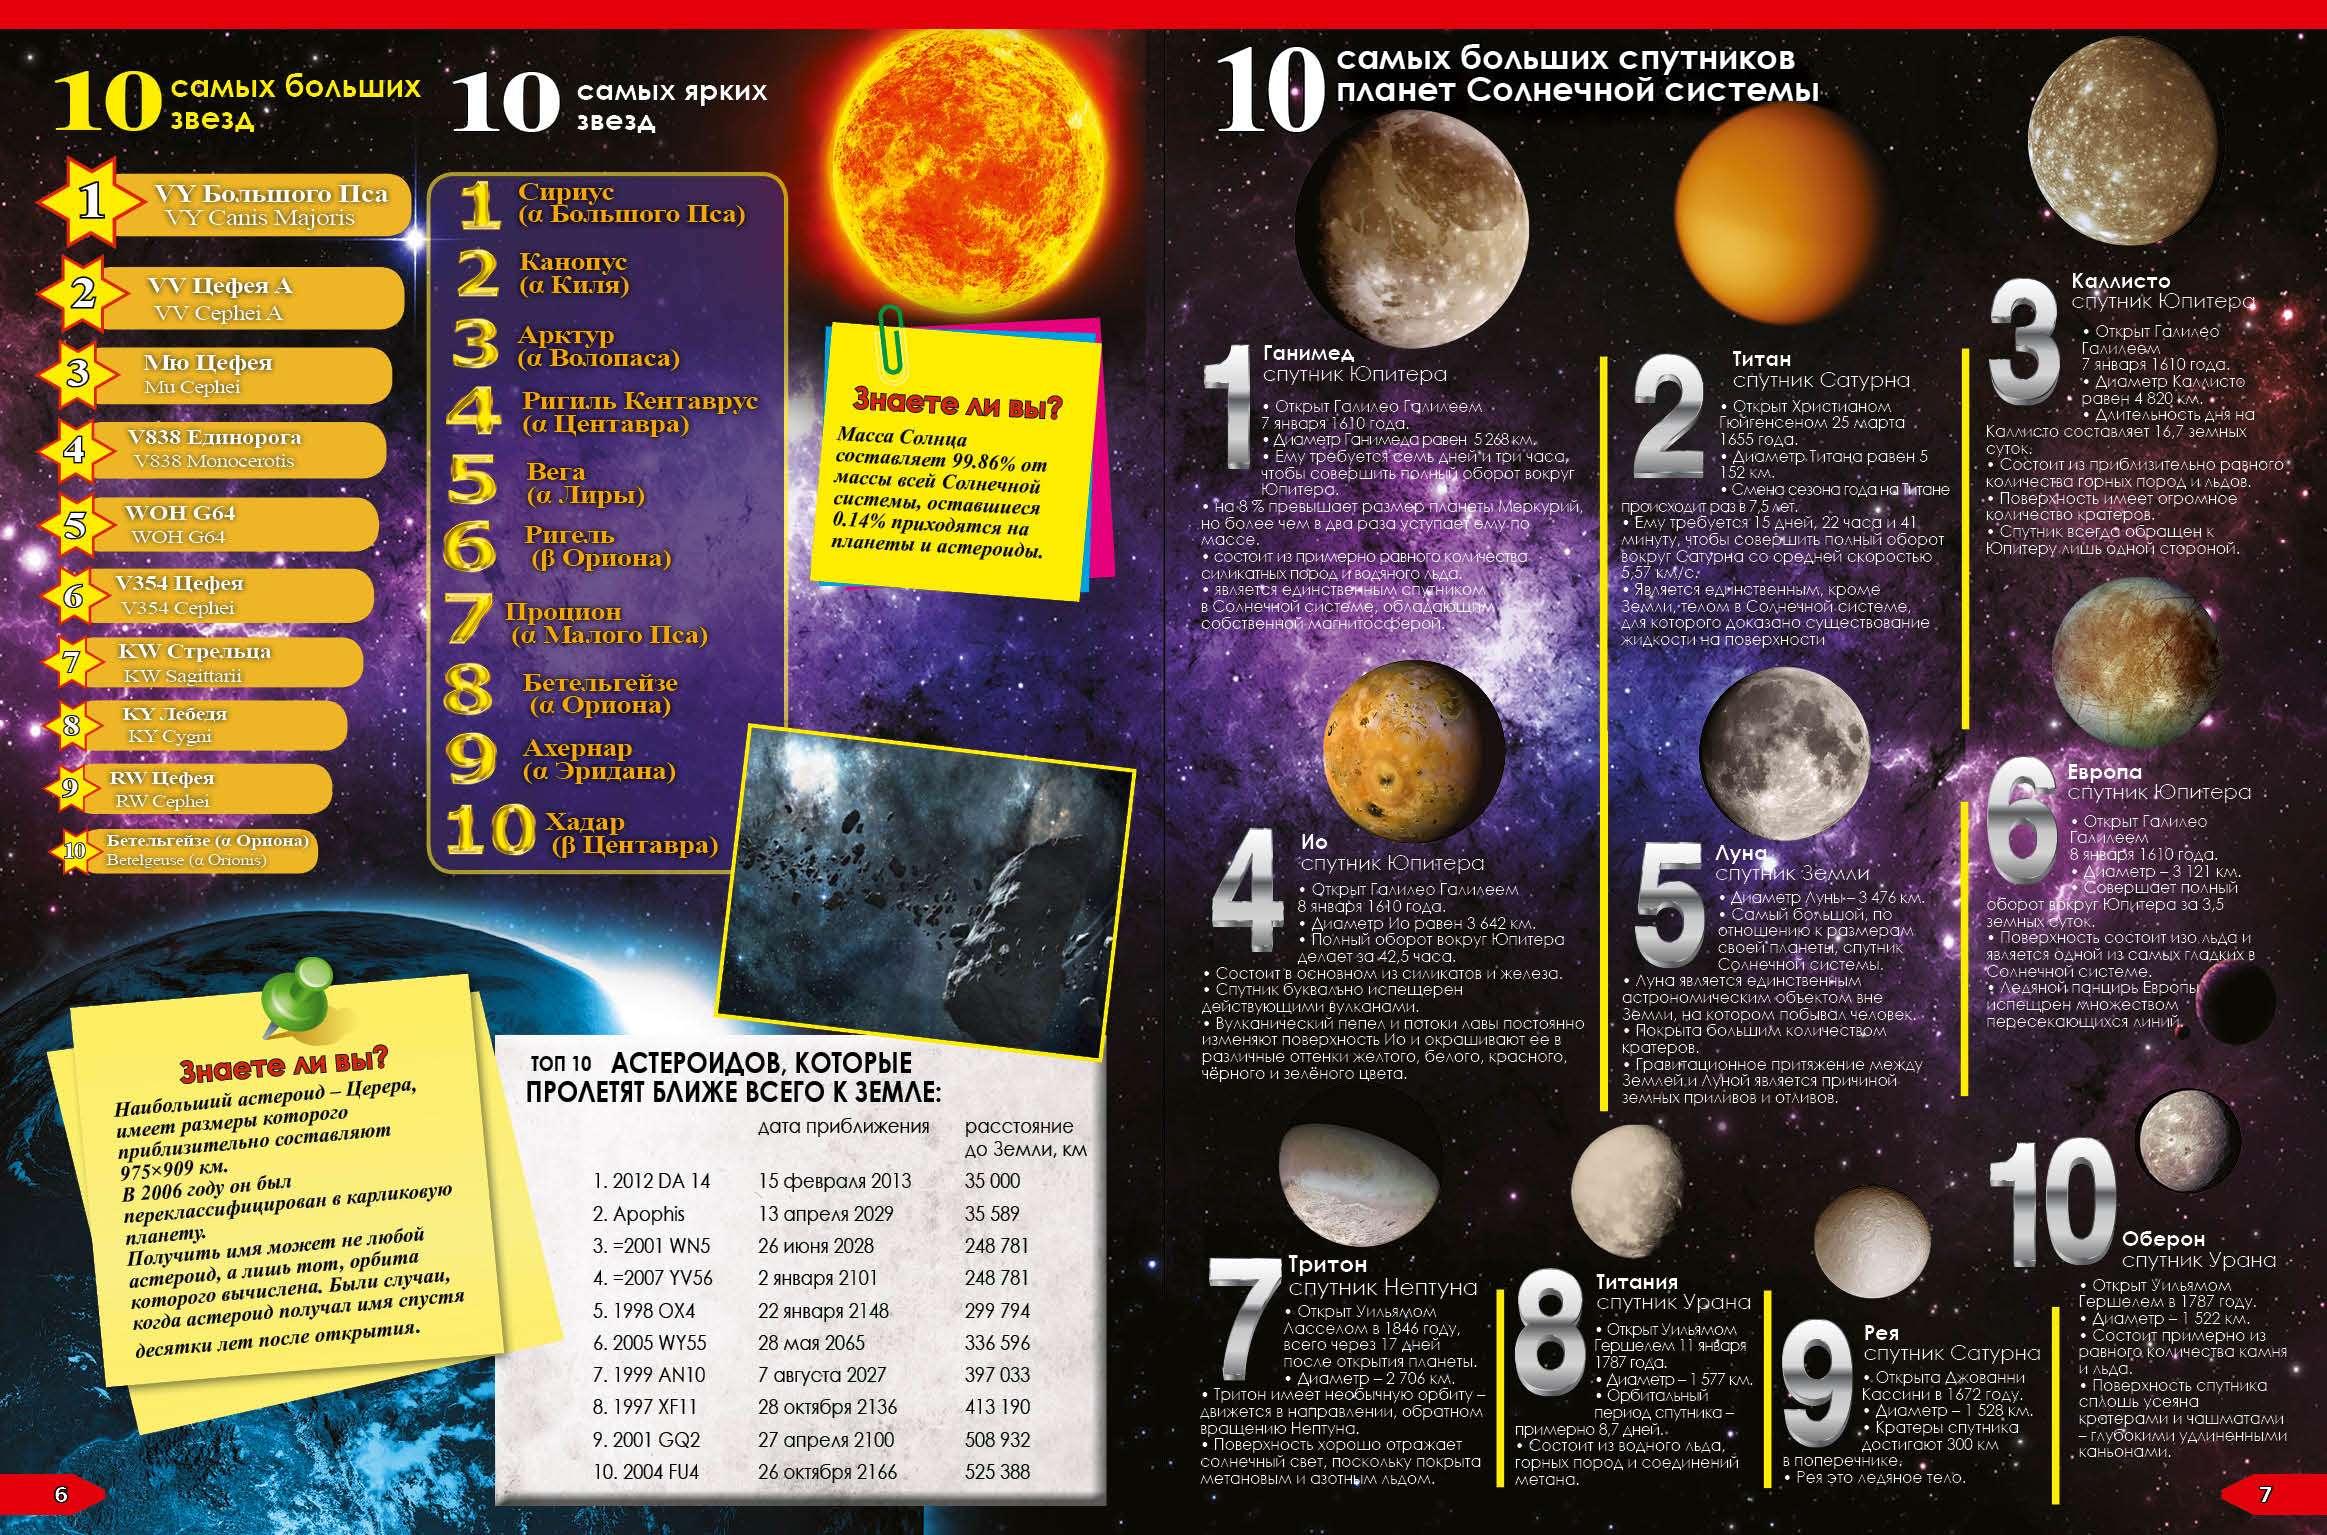 10 самых больших
звезд
1
VY Большого Пса
VY Canis Majoris
2
VV Цефея А
VV Cephei A
3
Мю Цефея
Mu Cephei
4
V838 Единорога
V838 Monocerotis
5
WOH G64
WOH G64
6
V354 Цефея
V354 Cephei
7
KW Стрельца
KW Sagittarii
8
KY Лебедя
KY Cygni
9
RW Цефея
RW Cephei
10
Бетельгейзе (α Ориона)
Betelgeuse (α Orionis)
10 самых ярких
звезд
1 Сириус
(α Большого Пса)
2 Канопус
(α Киля)
3 Арктур
(α Волопаса)
4 Ригиль Кентаврус
(α Центавра)
5 Вега
(α Лиры)
6 Ригель
(β Ориона)
7 Процион
(α Малого Пса)
8 Бетельгейзе
(α Ориона)
9 Ахернар
(α Эридана)
10 Хадар
(β Центавра)
Знаете ли вы?
Масса Солнца
составляет 99.86% от
массы всей Солнечной
системы, оставшиеся
0.14% приходятся на
планеты и астероиды.
Знаете ли вы?
Наибольший астероид – Церера,
имеет размеры которого
приблизительно составляют
975×909 км.
В 2006 году он был
переклассифицирован в карликовую
планету.
Получить имя может не любой
астероид, а лишь тот, орбита
которого вычислена. Были случаи,
когда астероид получал имя спустя
десятки лет после открытия.
ТОП 10 АСТЕРОИДОВ, КОТОРЫЕ
ПРОЛЕТЯТ БЛИЖЕ ВСЕГО К ЗЕМЛЕ:
дата приближения расстояние
до Земли, км
1. 2012 DA 14 15 февраля 2013 35 000
2. Apophis 13 апреля 2029 35 589
3. =2001 WN5 26 июня 2028 248 781
4. =2007 YV56 2 января 2101 248 781
5. 1998 OX4 22 января 2148 299 794
6. 2005 WY55 28 мая 2065 336 596
7. 1999 AN10 7 августа 2027 397 033
8. 1997 XF11 28 октября 2136 413 190
9. 2001 GQ2 27 апреля 2100 508 932
10. 2004 FU4 26 октября 2166 525 388
6
10 самых больших спутников
планет Солнечной системы
1 Ганимед
спутник Юпитера
• Открыт Галилео Галилеем
7 января 1610 года.
• Диаметр Ганимеда равен 5 268 км.
• Ему требуется семь дней и три часа,
чтобы совершить полный оборот вокруг
Юпитера.
• На 8 % превышает размер планеты Меркурий,
но более чем в два раза уступает ему по
массе.
• состоит из примерно равного количества
силикатных пород и водяного льда.
• является единственным спутником
в Солнечной системе, обладающим
собственной магнитосферой.
2 Титан
спутник Сатурна
• Открыт Христианом
Гюйгенсеном 25 марта
1655 года.
• Диаметр Титана равен 5
152 км.
• Смена сезона года на Титане
происходит раз в 7,5 лет.
• Ему требуется 15 дней, 22 часа и 41
минуту, чтобы совершить полный оборот
вокруг Сатурна со средней скоростью
5,57 км/с.
• Является единственным, кроме
Земли, телом в Солнечной системе,
для которого доказано существование
жидкости на поверхности
3 Каллисто
спутник Юпитера
• Открыт Галилео
Галилеем
7 января 1610 года.
• Диаметр Каллисто
равен 4 820 км.
• Длительность дня на
Каллисто составляет 16,7 земных
суток.
• Состоит из приблизительно равного
количества горных пород и льдов.
• Поверхность имеет огромное
количество кратеров.
• Спутник всегда обращен к
Юпитеру лишь одной стороной.
4 Ио
спутник Юпитера
• Открыт Галилео Галилеем
8 января 1610 года.
• Диаметр Ио равен 3 642 км.
• Полный оборот вокруг Юпитера
делает за 42,5 часа.
• Состоит в основном из силикатов и железа.
• Спутник буквально испещерен
действующими вулканами.
• Вулканический пепел и потоки лавы постоянно
изменяют поверхность Ио и окрашивают ее в
различные оттенки желтого, белого, красного,
чёрного и зелёного цвета.
5 Луна
спутник Земли
• Диаметр Луны – 3 476 км.
• Самый большой, по
отношению к размерам
своей планеты, спутник
Солнечной системы.
• Луна является единственным
астрономическим объектом вне
Земли, на котором побывал человек.
• Покрыта большим количеством
кратеров.
• Гравитационное притяжение между
Землей и Луной является причиной
земных приливов и отливов.
6 Европа
спутник Юпитера
• Открыт Галилео
Галилеем
8 января 1610 года.
• Диаметр – 3 121 км.
• Совершает полный
оборот вокруг Юпитера за 3,5
земных суток.
• Поверхность состоит изо льда и
является одной из самых гладких в
Солнечной системе.
• Ледяной панцирь Европы
испещрен множеством
пересекающихся линий.
7 Тритон
спутник Нептуна
• Открыт Уильямом
Ласселом в 1846 году,
всего через 17 дней
после открытия планеты.
• Диаметр – 2 706 км.
• Тритон имеет необычную орбиту –
движется в направлении, обратном
вращению Нептуна.
• Поверхность хорошо отражает
солнечный свет, поскольку покрыта
метановым и азотным льдом.
8 Титания
спутник Урана
• Открыт Уильямом
Гершелем 11 января
1787 года.
• Диаметр – 1 577 км.
• Орбитальный
период спутника –
примерно 8,7 дней.
• Состоит из водного льда,
горных пород и соединений
метана.
9 Рея
спутник Сатурна
• Открыта Джованни
Кассини в 1672 году.
• Диаметр – 1 528 км.
• Кратеры спутника
достигают 300 км
в поперечнике.
• Рея это ледяное тело.
10 Оберон
спутник Урана
• Открыт Уильямом
Гершелем в 1787 году.
• Диаметр – 1 522 км.
• Состоит примерно из
равного количества камня
и льда.
• Поверхность спутника
сплошь усеяна
кратерами и чашматами
– глубокими удлиненными
каньонами.
7